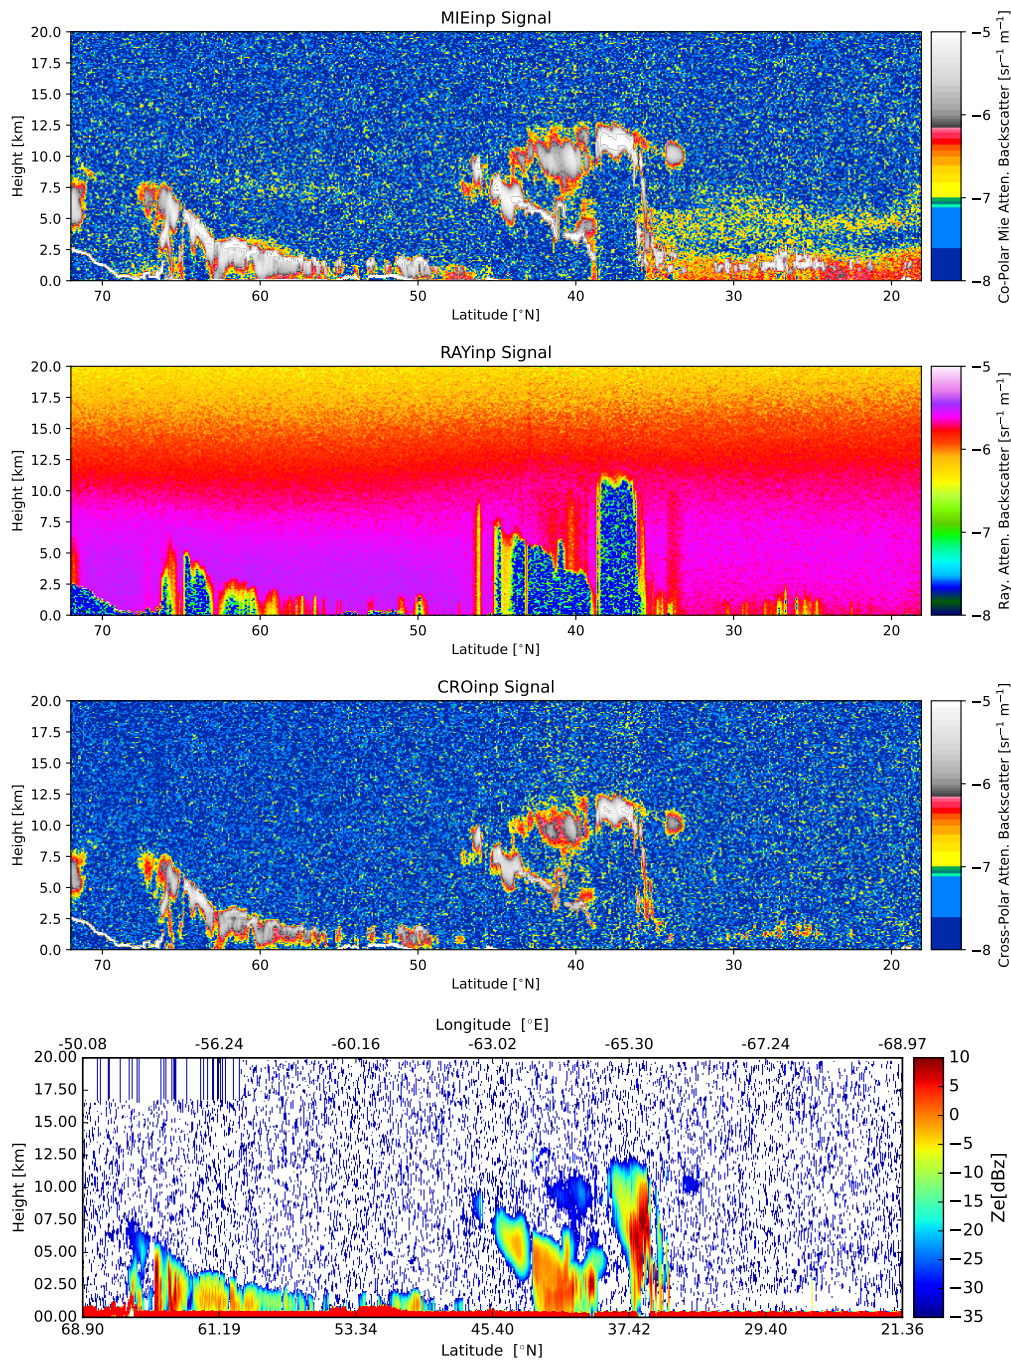 MIEinp Signal
20.0
17.5
15.0
12.5
10.0
7.5
5.0
2.5
0.0
Height [km]
70 60 50 40 30 20
Latitude [°N]
−5
−6
−7
−8
Co-Polar Mie Atten. Backscatter [sr⁻¹ m⁻¹]
RAYinp Signal
20.0
17.5
15.0
12.5
10.0
7.5
5.0
2.5
0.0
Height [km]
70 60 50 40 30 20
Latitude [°N]
−5
−6
−7
−8
Ray. Atten. Backscatter [sr⁻¹ m⁻¹]
CROinp Signal
20.0
17.5
15.0
12.5
10.0
7.5
5.0
2.5
0.0
Height [km]
70 60 50 40 30 20
Latitude [°N]
−5
−6
−7
−8
Cross-Polar Atten. Backscatter [sr⁻¹ m⁻¹]
Longitude [°E]
-50.08 -56.24 -60.16 -63.02 -65.30 -67.24 -68.97
20.00
17.50
15.00
12.50
10.00
07.50
05.00
02.50
00.00
Height [km]
68.90 61.19 53.34 45.40 37.42 29.40 21.36
Latitude [°N]
10
5
0
−5
−10
−15
−20
−25
−30
−35
Ze[dBz]